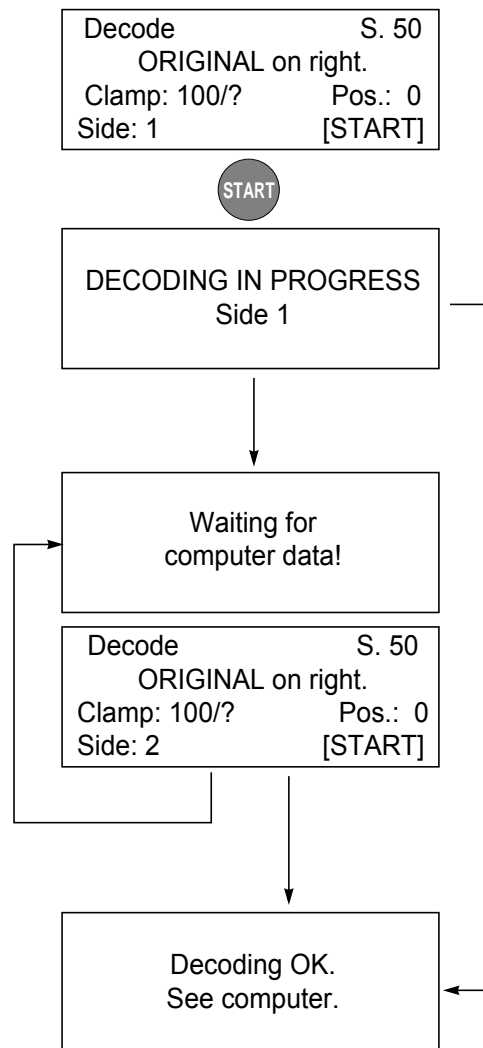 Decode S. 50
ORIGINAL on right.
Clamp: 100/? Pos.: 0
Side: 1 [START]
START
DECODING IN PROGRESS
Side 1
Waiting for
computer data!
Decode S. 50
ORIGINAL on right.
Clamp: 100/? Pos.: 0
Side: 2 [START]
Decoding OK.
See computer.